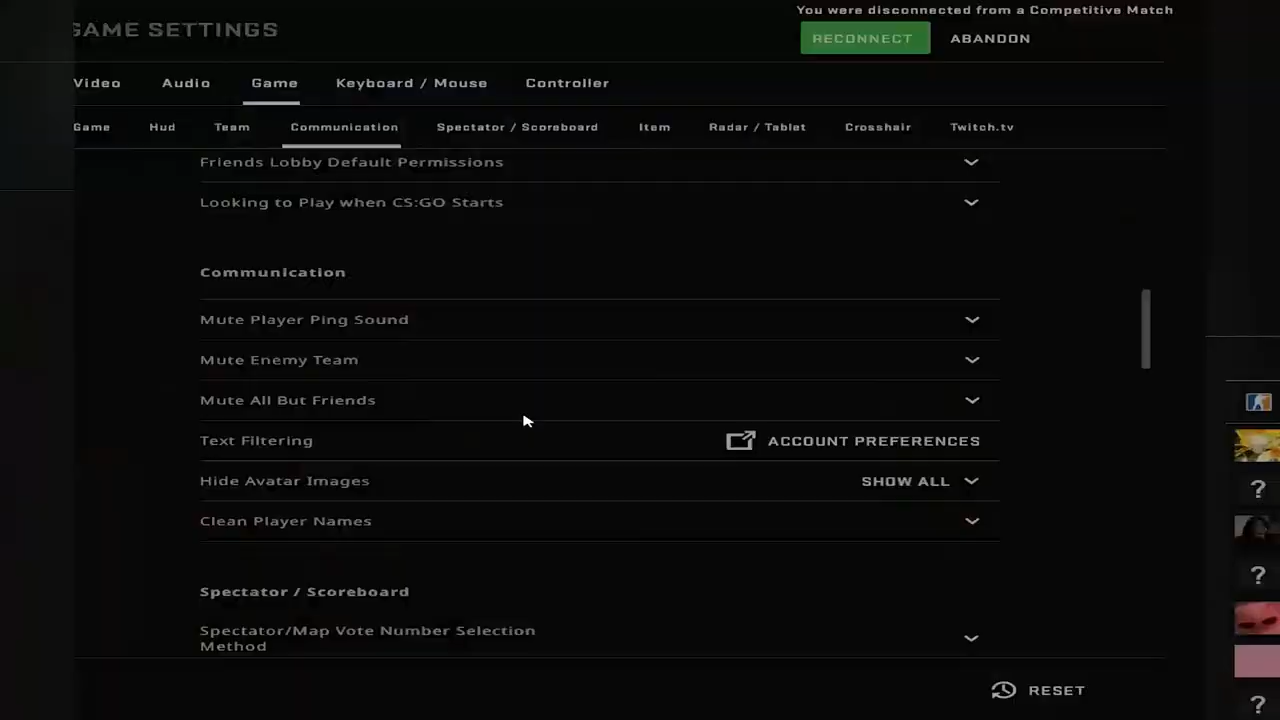 You were disconnected from a Competitive Match
GAME SETTINGS
RECONNECT
ABANDON
Video
Audio
Game
Keyboard / Mouse
Controller
Game
Hud
Team
Communication
Spectator / Scoreboard
Item
Radar / Tablet
Crosshair
Twitch.tv
Friends Lobby Default Permissions
Looking to Play when CS:GO Starts
Communication
Mute Player Ping Sound
Mute Enemy Team
Mute All But Friends
Text Filtering
ACCOUNT PREFERENCES
Hide Avatar Images
SHOW ALL
Clean Player Names
Spectator / Scoreboard
Spectator/Map Vote Number Selection
Method
RESET
?
?
?